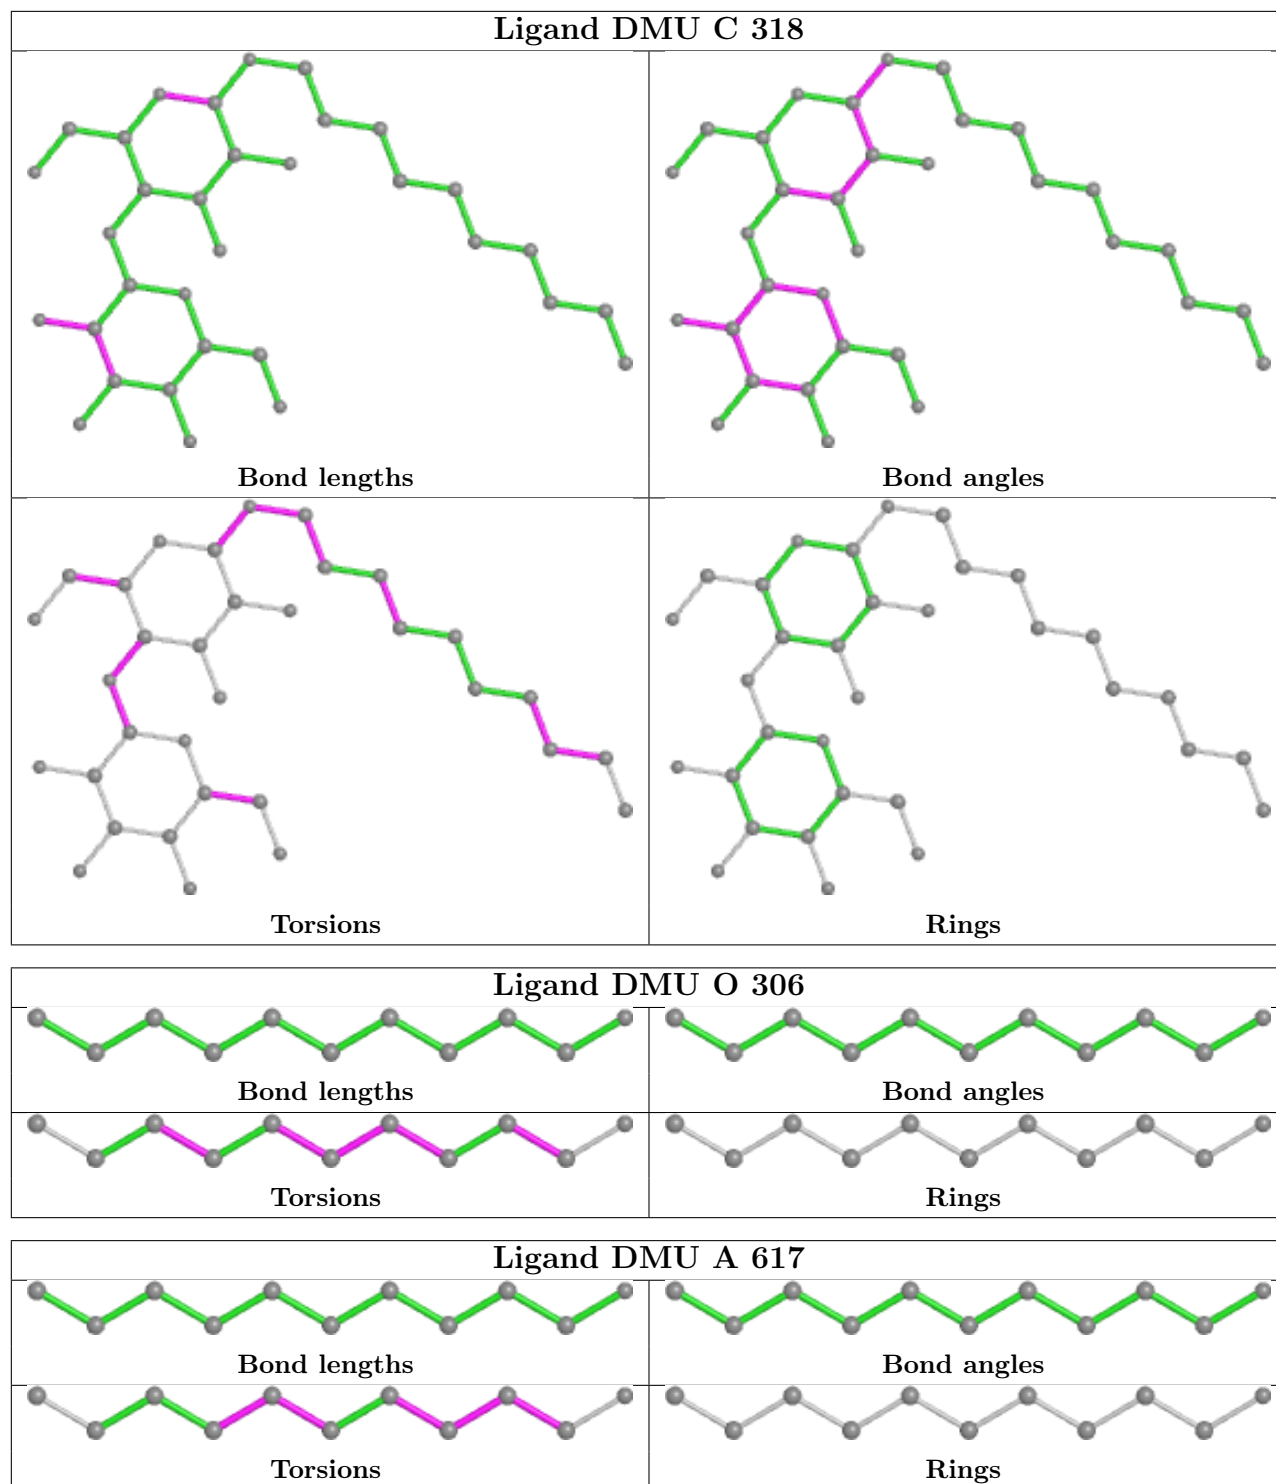 Ligand DMU C 318
Bond lengths
Bond angles
Torsions
Rings
Ligand DMU O 306
Bond lengths
Bond angles
Torsions
Rings
Ligand DMU A 617
Bond lengths
Bond angles
Torsions
Rings